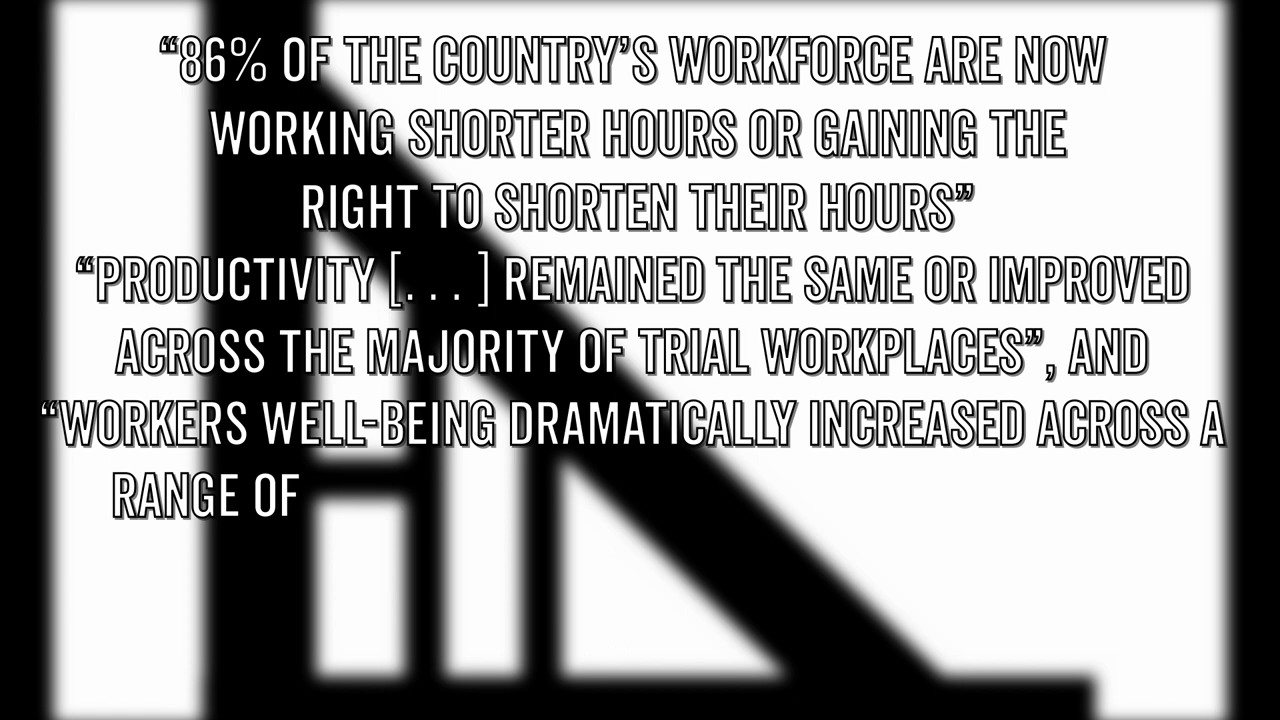 “86% OF THE COUNTRY’S WORKFORCE ARE NOW
WORKING SHORTER HOURS OR GAINING THE
RIGHT TO SHORTEN THEIR HOURS”
“PRODUCTIVITY [. . . ] REMAINED THE SAME OR IMPROVED
ACROSS THE MAJORITY OF TRIAL WORKPLACES”, AND
“WORKERS WELL-BEING DRAMATICALLY INCREASED ACROSS A
RANGE OF